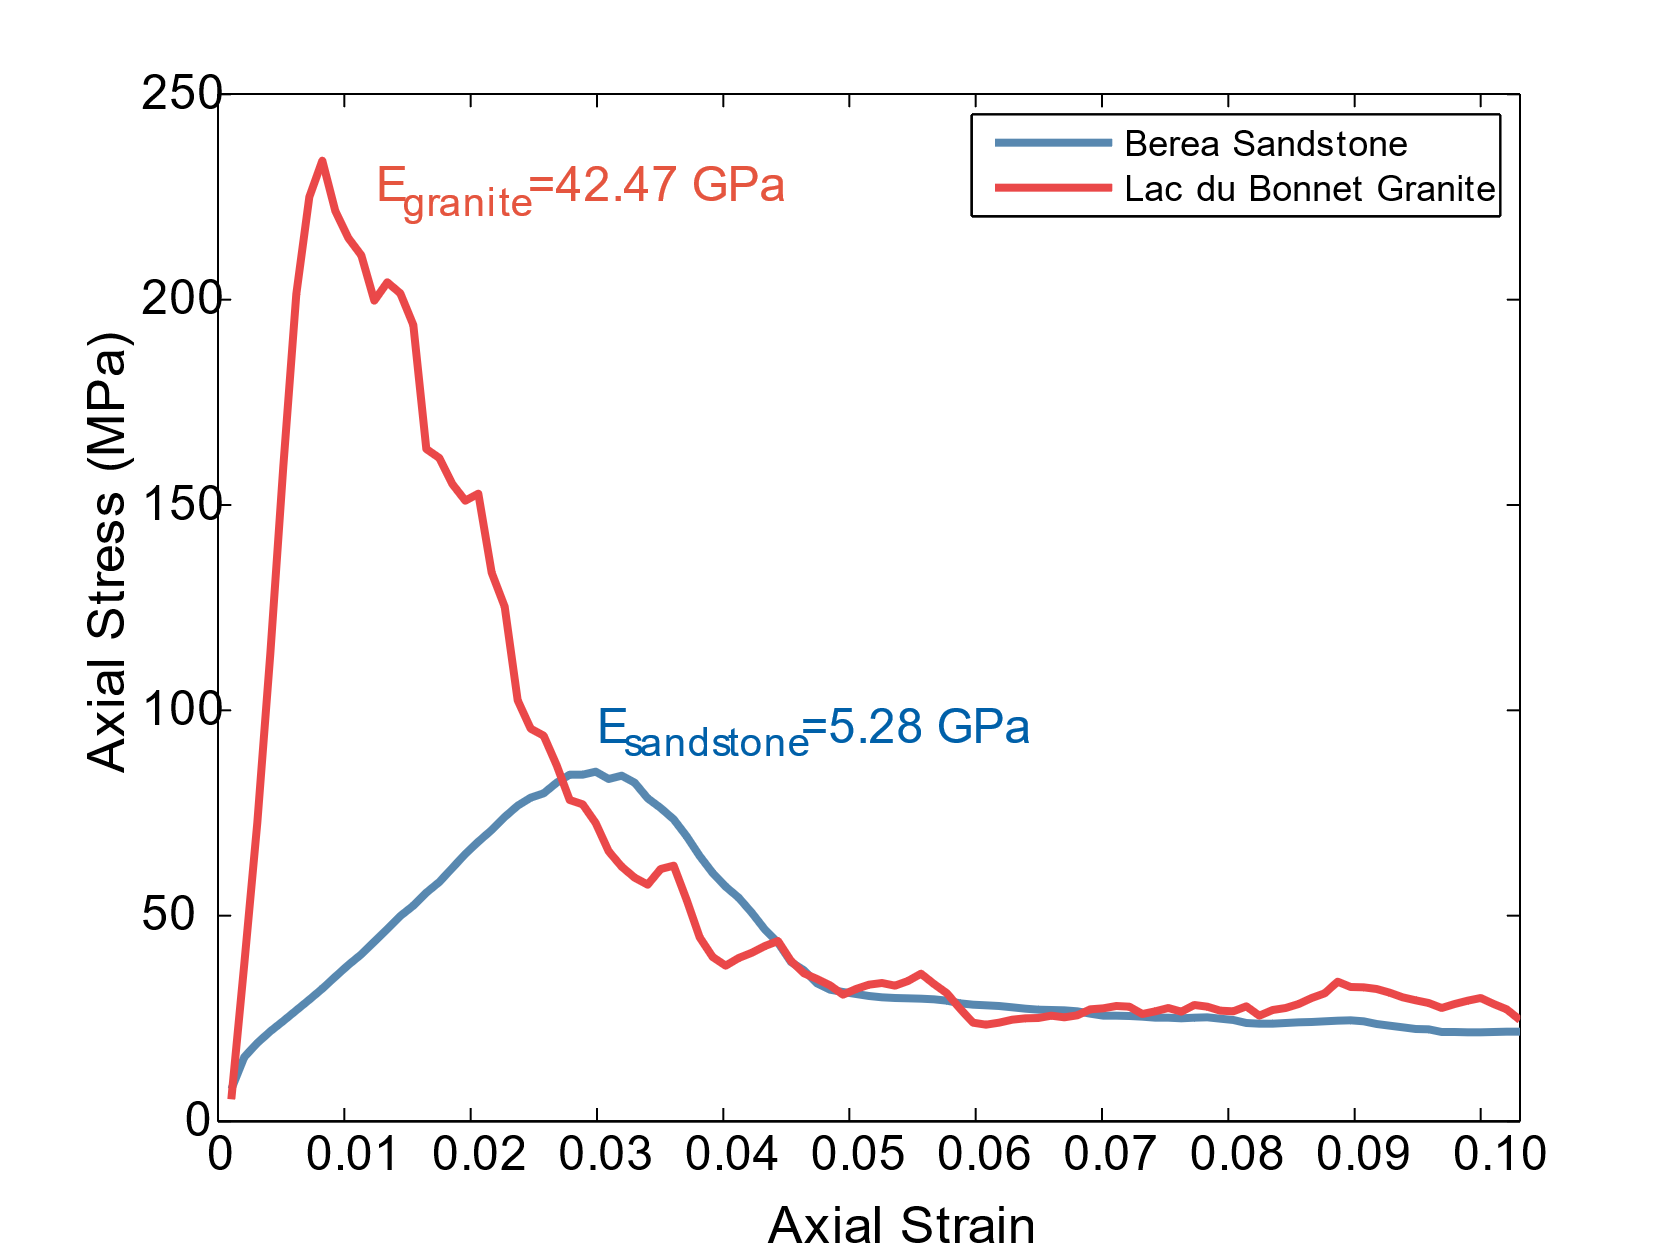 250
200
150
100
50
0
Axial Stress (MPa)
Berea Sandstone
Lac du Bonnet Granite
Egranite=42.47 GPa
Esandstone=5.28 GPa
0 0.01 0.02 0.03 0.04 0.05 0.06 0.07 0.08 0.09 0.10
Axial Strain